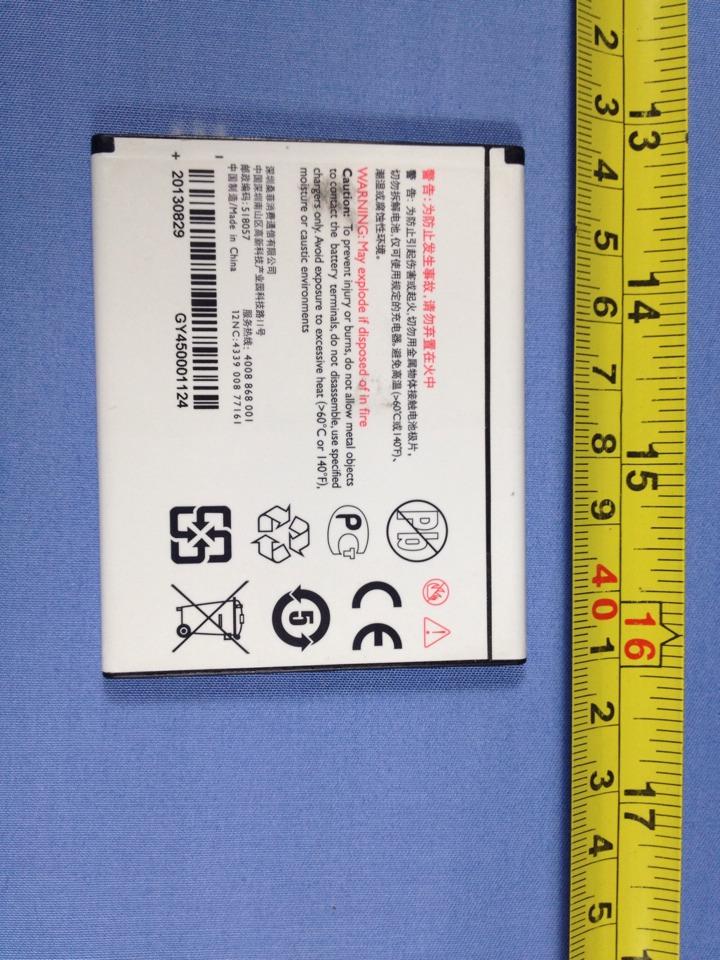 警告:为防止发生事故,请勿弃置在火中
警 告: 为防止引起伤害或起火,切勿用金属物体接触电池极片,
切勿拆解电池,仅可使用规定的充电器,避免高温(>60℃或140℉)、
潮湿或腐蚀性环境。
WARNING: May explode if disposed of in fire
Caution: To prevent injury or burns, do not allow metal objects
to contact the battery terminals, do not disassemble, use specified
chargers only. Avoid exposure to excessive heat (>60°C or 140°F),
moisture or caustic environments
深圳桑菲消费通信有限公司
中国深圳南山区高新科技产业园科技路11号
邮政编码: 518057
服务热线: 4008 868 001
中国制造/Made in China
12NC: 4339 008 77161
- +
20130829
GY450001124
Pb
PG
CE
5
2 3 4 5 6 7 8 9 40 1 2 3 4 5
13 14 15 16 17